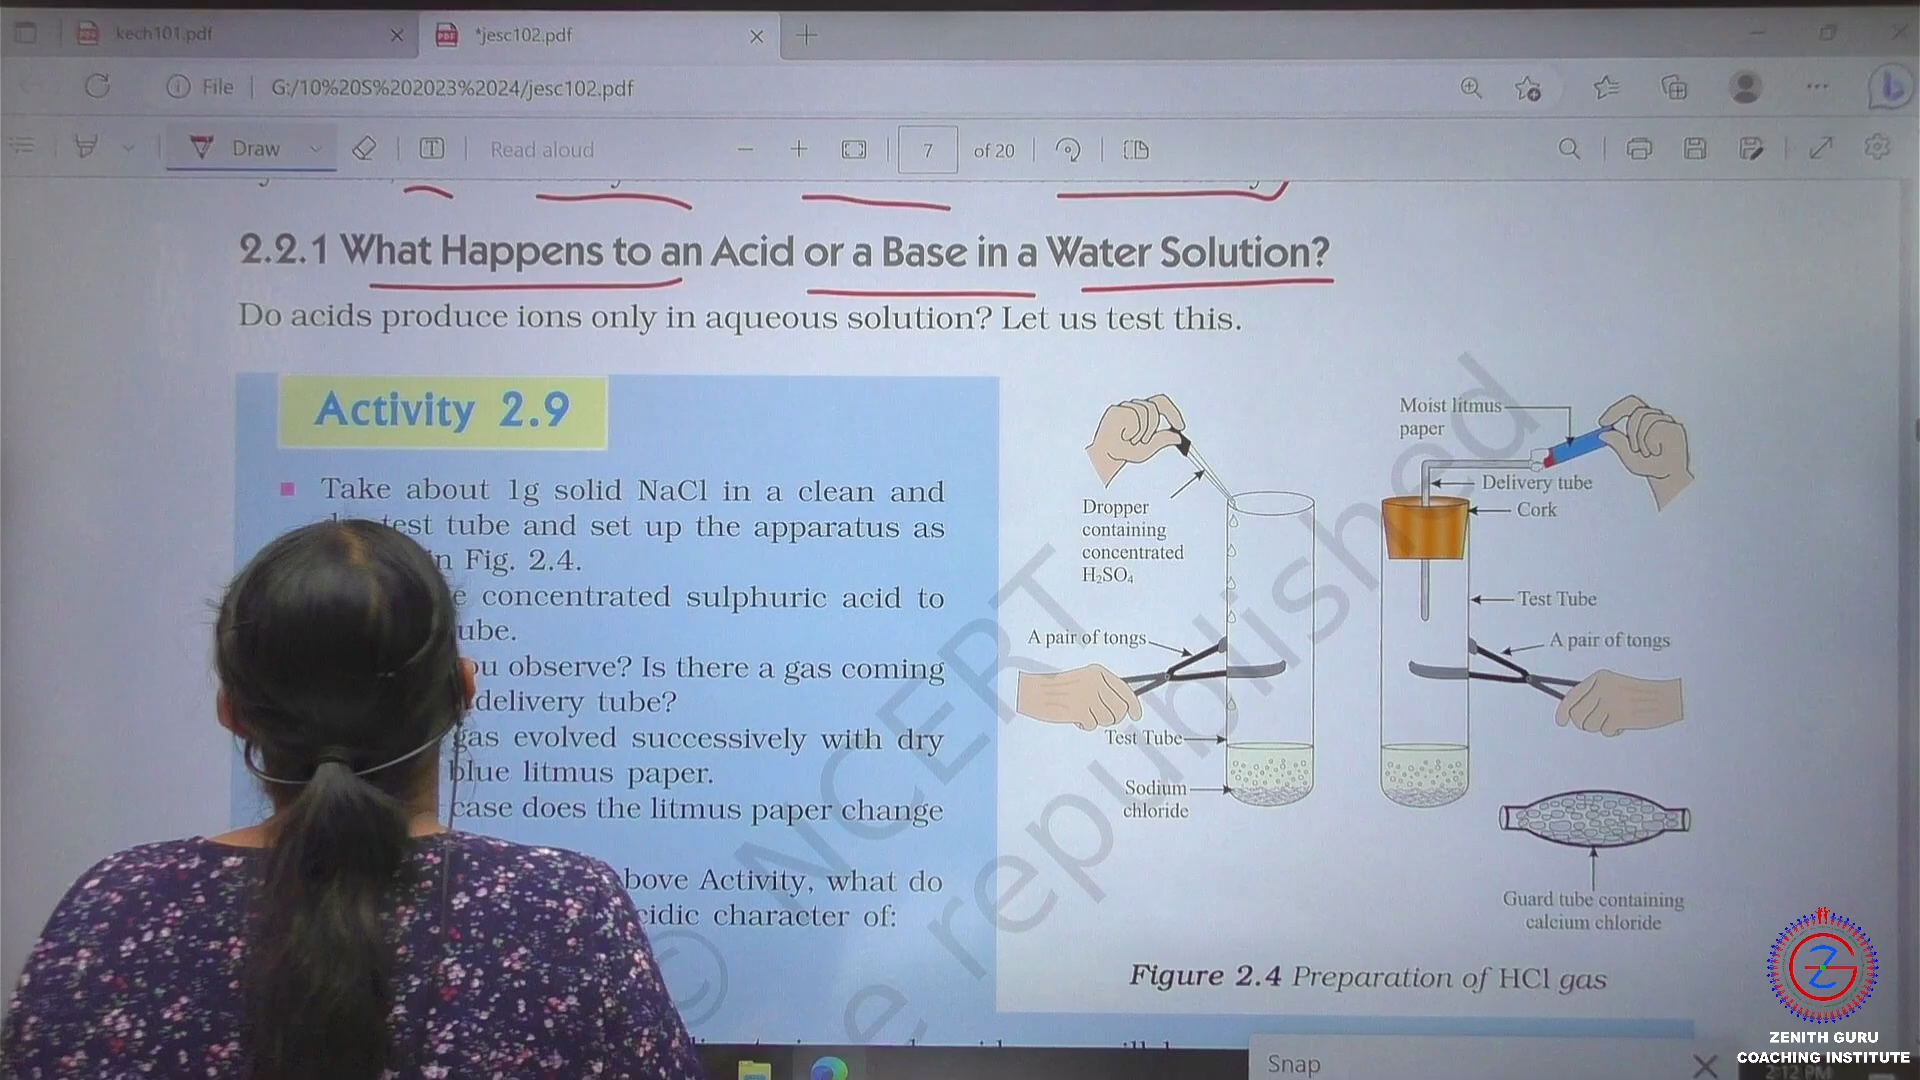 kech101.pdf
*jesc102.pdf
File
G:/10%20S%202023%2024/jesc102.pdf
Draw
Read aloud
7
of 20
2.2.1 What Happens to an Acid or a Base in a Water Solution?
Do acids produce ions only in aqueous solution? Let us test this.
Activity 2.9
Take about 1g solid NaCl in a clean and
test tube and set up the apparatus as
in Fig. 2.4.
concentrated sulphuric acid to
observe? Is there a gas coming
delivery tube?
gas evolved successively with dry
blue litmus paper.
case does the litmus paper change
Activity, what do
character of:
Moist litmus
paper
Delivery tube
Cork
Dropper
containing
concentrated
H₂SO₄
Test Tube
A pair of tongs
A pair of tongs
Test Tube
Sodium
chloride
Guard tube containing
calcium chloride
Figure 2.4 Preparation of HCl gas
© NCERT
republished
Snap
2:12 PM
ZENITH GURU
COACHING INSTITUTE